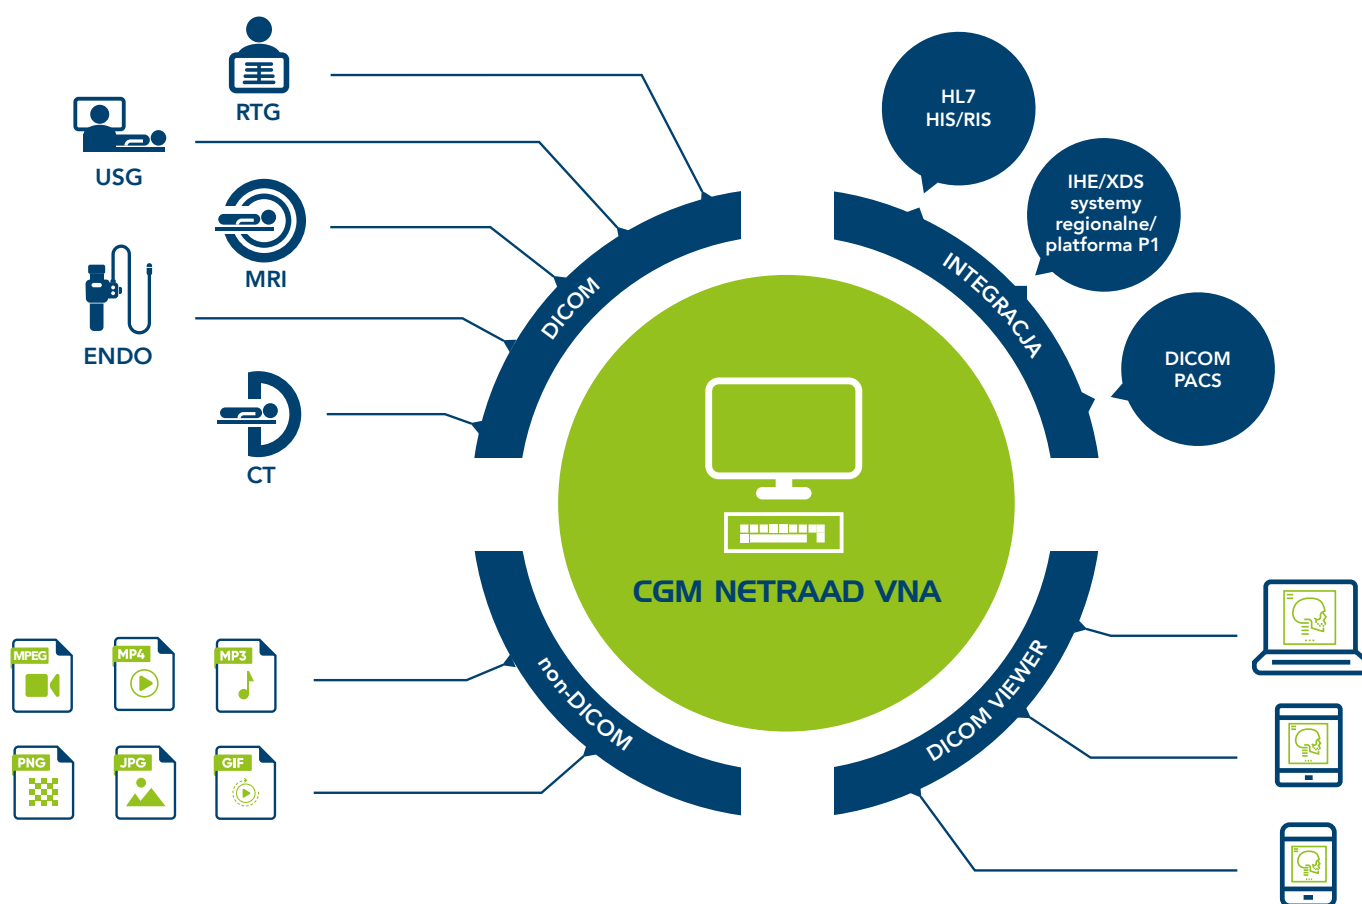 RTG
USG
MRI
ENDO
CT
DICOM
HL7
HIS/RIS
IHE/XDS
systemy
regionalne/
platforma P1
DICOM
PACS
INTEGRACJA
CGM NETRAAD VNA
non-DICOM
DICOM VIEWER
MPEG
MP4
MP3
PNG
JPG
GIF